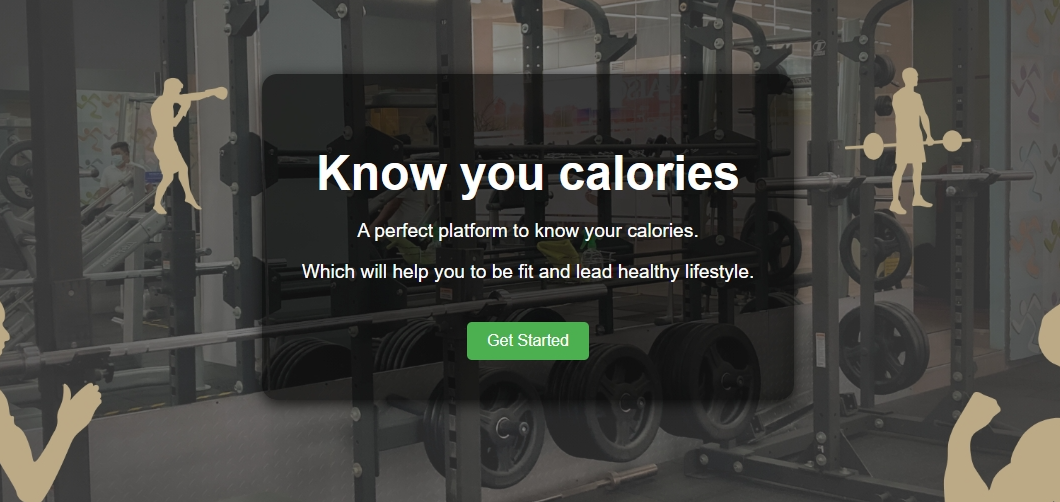 Know you calories
A perfect platform to know your calories.
Which will help you to be fit and lead healthy lifestyle.
Get Started